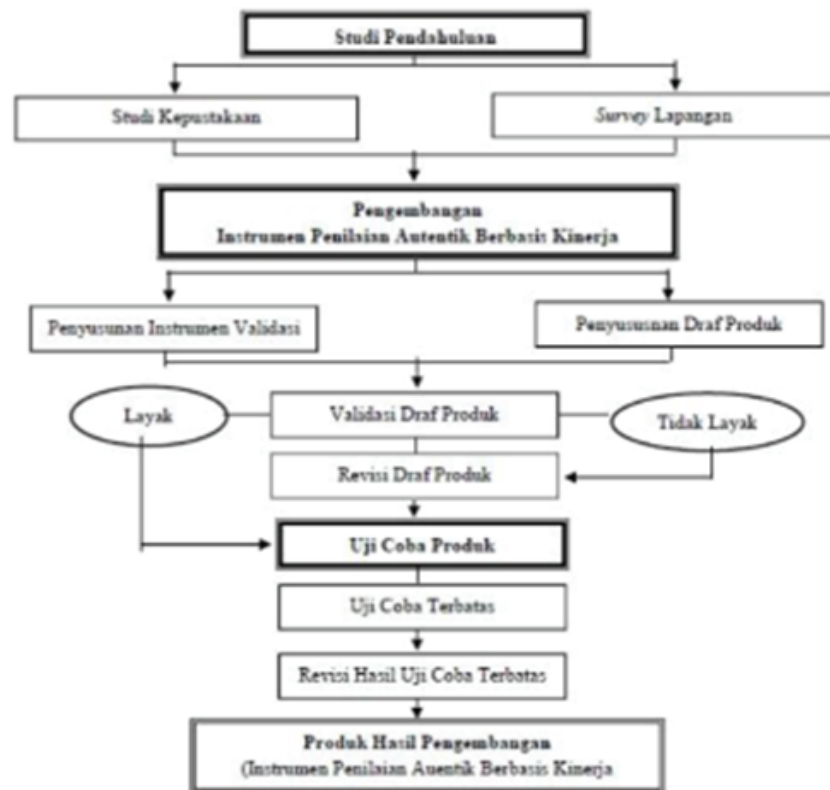 Studi Pendahuluan
Studi Kepustakaan
Survey Lapangan
Pengembangan
Instrumen Penilaian Autentik Berbasis Kinerja
Penyusunan Instrumen Validasi
Penyususnan Draf Produk
Layak
Validasi Draf Produk
Tidak Layak
Revisi Draf Produk
Uji Coba Produk
Uji Coba Terbatas
Revisi Hasil Uji Coba Terbatas
Produk Hasil Pengembangan
(Instrumen Penilaian Auentik Berbasis Kinerja